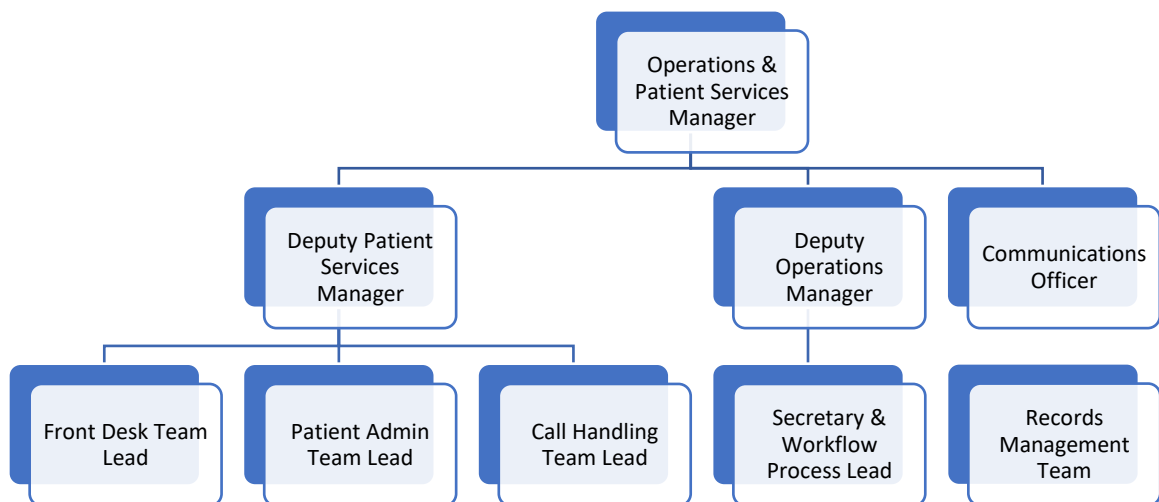 Operations &
Patient Services
Manager
Deputy Patient
Services
Manager
Deputy
Operations
Manager
Communications
Officer
Front Desk Team
Lead
Patient Admin
Team Lead
Call Handling
Team Lead
Secretary &
Workflow
Process Lead
Records
Management
Team